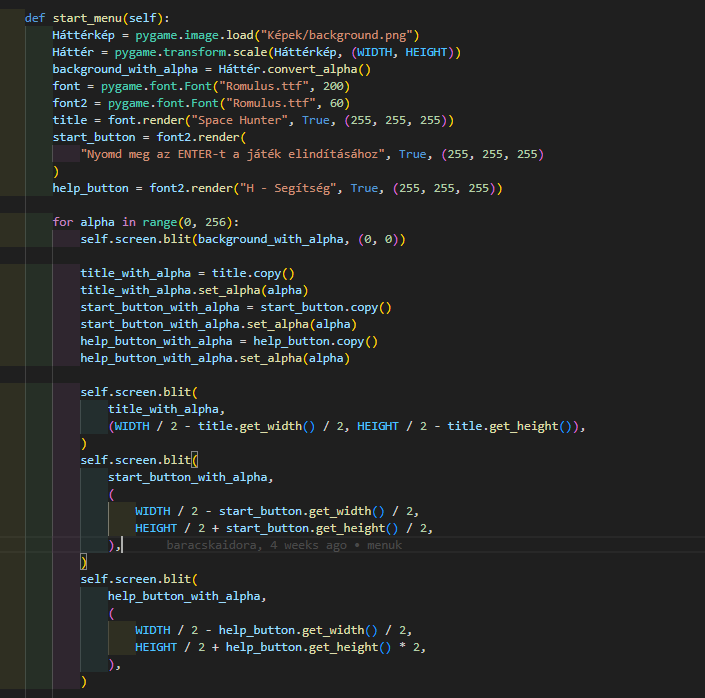 def start_menu(self):
    Háttérkép = pygame.image.load("Képek/background.png")
    Háttér = pygame.transform.scale(Háttérkép, (WIDTH, HEIGHT))
    background_with_alpha = Háttér.convert_alpha()
    font = pygame.font.Font("Romulus.ttf", 200)
    font2 = pygame.font.Font("Romulus.ttf", 60)
    title = font.render("Space Hunter", True, (255, 255, 255))
    start_button = font2.render(
        "Nyomd meg az ENTER-t a játék elindításához", True, (255, 255, 255)
    )
    help_button = font2.render("H - Segítség", True, (255, 255, 255))

    for alpha in range(0, 256):
        self.screen.blit(background_with_alpha, (0, 0))

        title_with_alpha = title.copy()
        title_with_alpha.set_alpha(alpha)
        start_button_with_alpha = start_button.copy()
        start_button_with_alpha.set_alpha(alpha)
        help_button_with_alpha = help_button.copy()
        help_button_with_alpha.set_alpha(alpha)

        self.screen.blit(
            title_with_alpha,
            (WIDTH / 2 - title.get_width() / 2, HEIGHT / 2 - title.get_height()),
        )
        self.screen.blit(
            start_button_with_alpha,
            (
                WIDTH / 2 - start_button.get_width() / 2,
                HEIGHT / 2 + start_button.get_height() / 2,
            ),      baracskaidora, 4 weeks ago • menuk
        )
        self.screen.blit(
            help_button_with_alpha,
            (
                WIDTH / 2 - help_button.get_width() / 2,
                HEIGHT / 2 + help_button.get_height() * 2,
            ),
        )